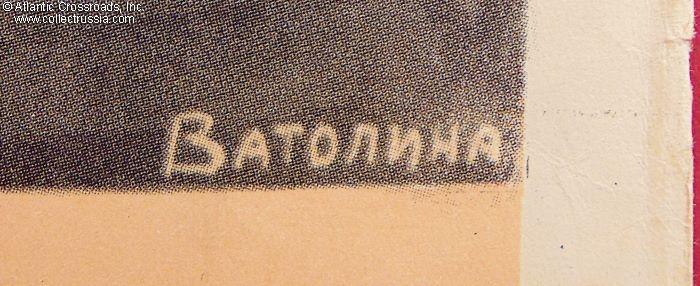 © Atlantic Crossroads, Inc.
www.collectrussia.com
ВАТОЛИНА